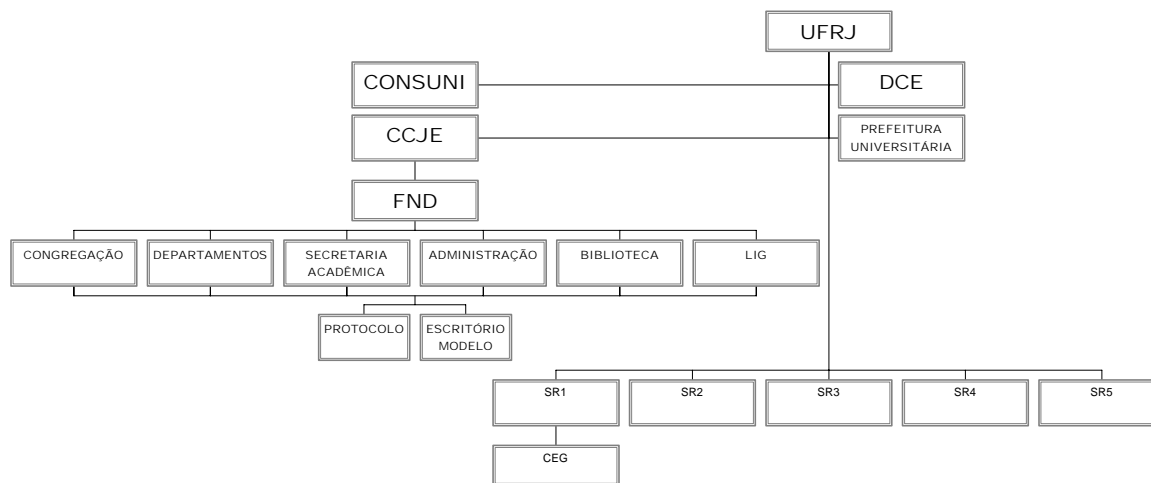 UFRJ
CONSUNI
DCE
CCJE
PREFEITURA
UNIVERSITÁRIA
FND
CONGREGAÇÃO
DEPARTAMENTOS
SECRETARIA
ACADÊMICA
ADMINISTRAÇÃO
BIBLIOTECA
LIG
PROTOCOLO
ESCRITÓRIO
MODELO
SR1
SR2
SR3
SR4
SR5
CEG